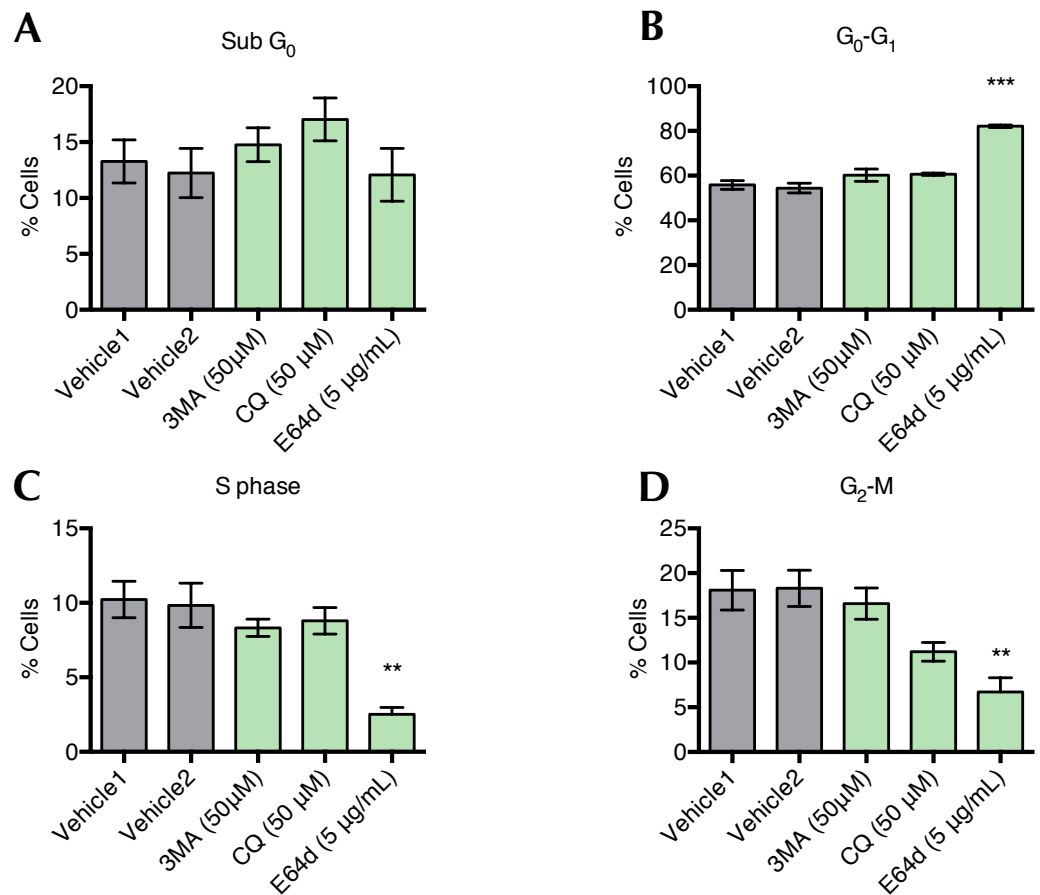 A
Sub G₀
% Cells
20
15
10
5
0
Vehicle1
Vehicle2
3MA (50µM)
CQ (50 µM)
E64d (5 µg/mL)
B
G₀-G₁
% Cells
100
80
60
40
20
0
***
Vehicle1
Vehicle2
3MA (50µM)
CQ (50 µM)
E64d (5 µg/mL)
C
S phase
% Cells
15
10
5
0
**
Vehicle1
Vehicle2
3MA (50µM)
CQ (50 µM)
E64d (5 µg/mL)
D
G₂-M
% Cells
25
20
15
10
5
0
**
Vehicle1
Vehicle2
3MA (50µM)
CQ (50 µM)
E64d (5 µg/mL)